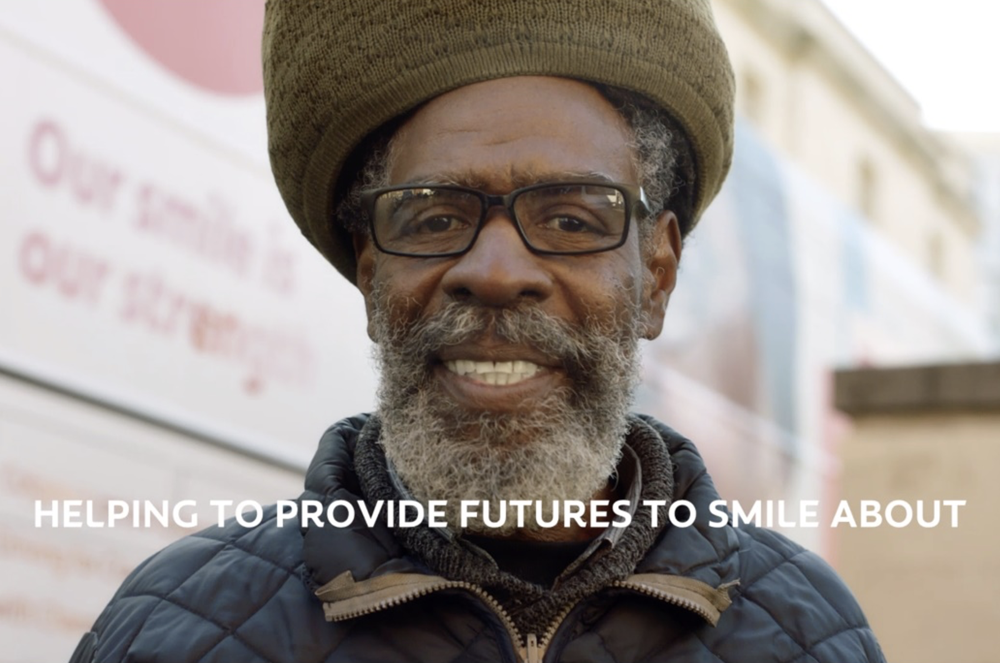 Our smile is
our strength
HELPING TO PROVIDE FUTURES TO SMILE ABOUT